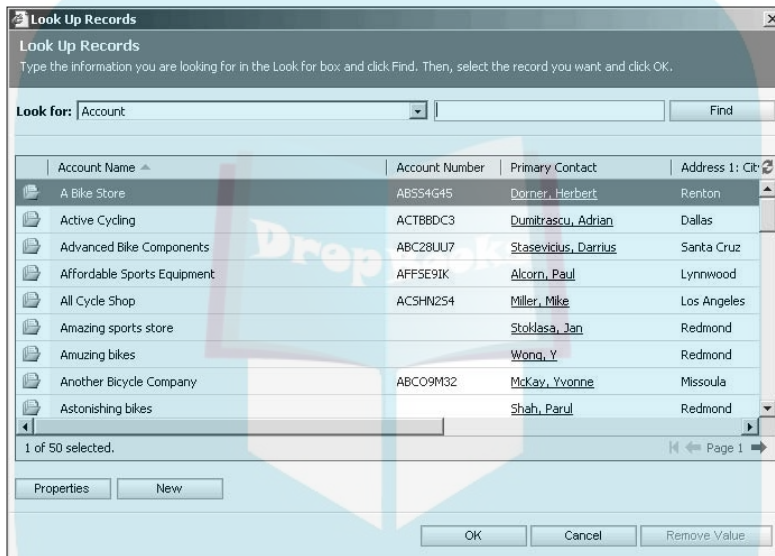 Look Up Records
Look Up Records
Type the information you are looking for in the Look for box and click Find. Then, select the record you want and click OK.
Look for: Account Find
Account Name Account Number Primary Contact Address 1: Cit
A Bike Store ABSS4G45 Dorner, Herbert Renton
Active Cycling ACTBBDC3 Dumitrascu, Adrian Dallas
Advanced Bike Components ABC28UU7 Stasevicius, Darrius Santa Cruz
Affordable Sports Equipment AFFSE9IK Alcorn, Paul Lynnwood
All Cycle Shop ACSHN2S4 Miller, Mike Los Angeles
Amazing sports store Stoklasa, Jan Redmond
Amuzing bikes Wong, Y Redmond
Another Bicycle Company ABCO9M32 McKay, Yvonne Missoula
Astonishing bikes Shah, Parul Redmond
1 of 50 selected. Page 1
Properties New
OK Cancel Remove Value
DropBooks